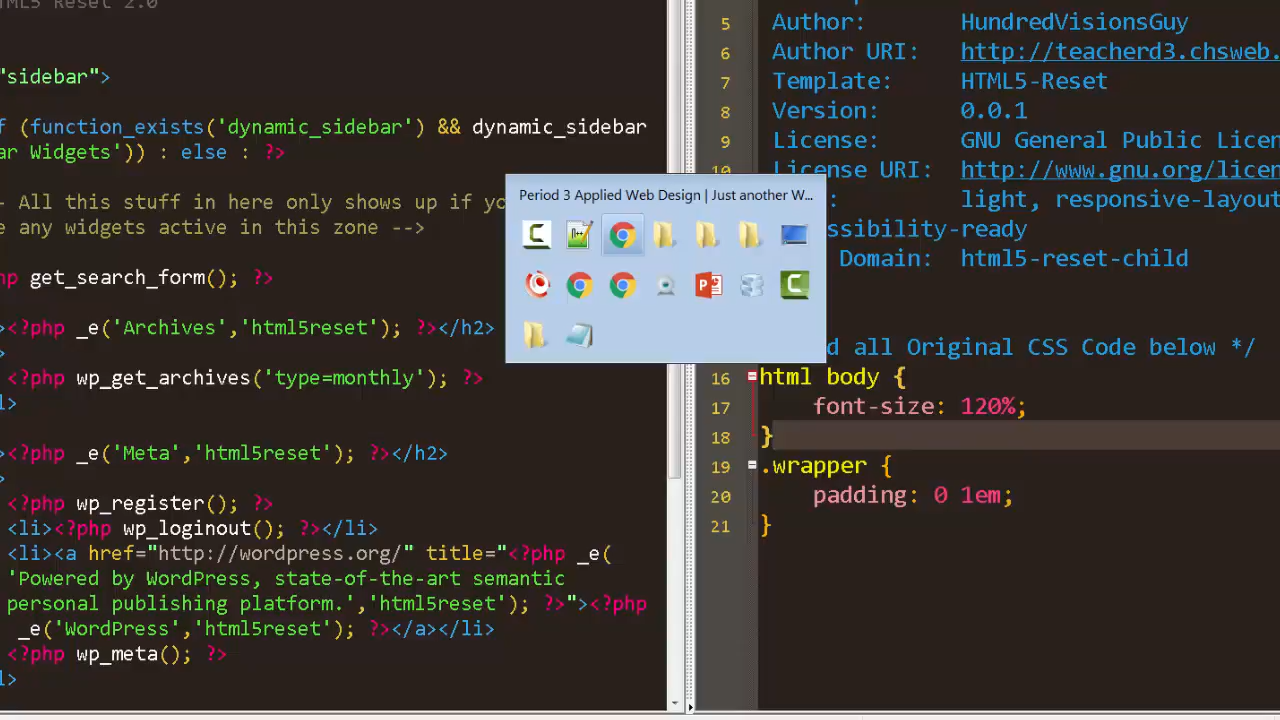 HTML5 Reset 2.0
"sidebar">
f (function_exists('dynamic_sidebar') && dynamic_sidebar
ar Widgets')) : else : ?>
- All this stuff in here only shows up if yo
e any widgets active in this zone -->
hp get_search_form(); ?>
><?php _e('Archives','html5reset'); ?></h2>
>
<?php wp_get_archives('type=monthly'); ?>
l>
><?php _e('Meta','html5reset'); ?></h2>
>
<?php wp_register(); ?>
<li><?php wp_loginout(); ?></li>
<li><a href="http://wordpress.org/" title="<?php _e(
'Powered by WordPress, state-of-the-art semantic
personal publishing platform.','html5reset'); ?>"><?php
_e('WordPress','html5reset'); ?></a></li>
<?php wp_meta(); ?>
l>
Period 3 Applied Web Design | Just another W...
5 Author: HundredVisionsGuy
6 Author URI: http://teachprd3.chsweb.
7 Template: HTML5-Reset
8 Version: 0.0.1
9 License: GNU General Public Licen
10 License URI: http://www.gnu.org/licen
: light, responsive-layout
ssibility-ready
Domain: html5-reset-child
d all Original CSS Code below */
16 html body {
17 font-size: 120%;
18 }
19 .wrapper {
20 padding: 0 1em;
21 }